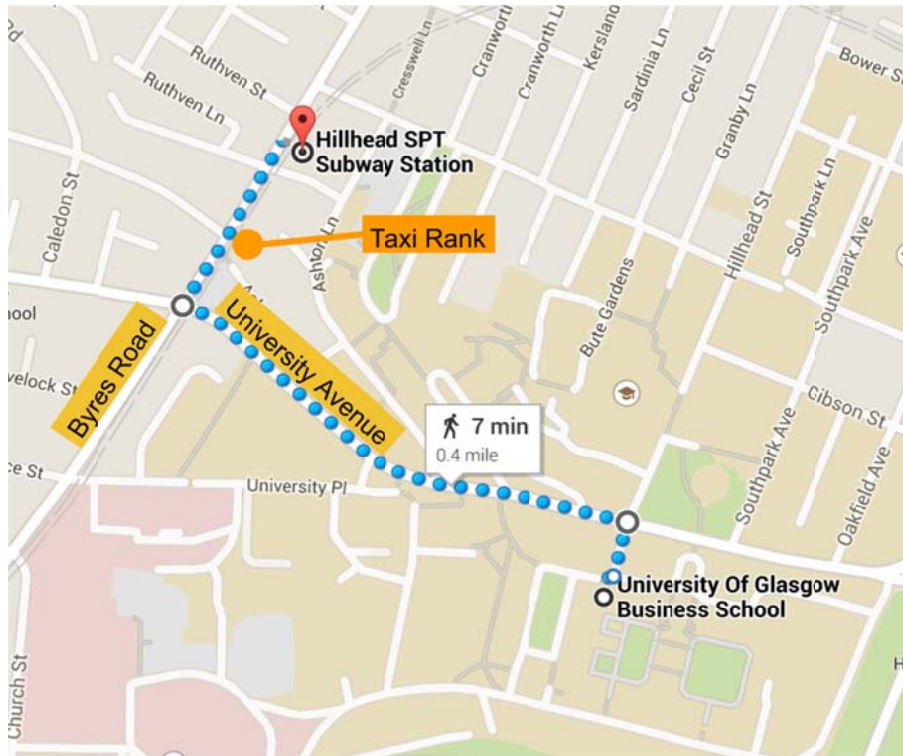 Rd
Ruthven St
Ruthven Ln
Cresswell Ln
Cranworth
Cranworth Ln
Kersland
Sardinia Ln
Cecil St
Granby Ln
Bower St
Hillhead SPT
Subway Station
Caledon St
Taxi Rank
Ashton Ln
Hillhead St
Southpark Ln
Southpark Ave
Bute Gardens
University Avenue
Byres Road
ool
velock St
Gibson St
7 min
0.4 mile
ce St
University Pl
Southpark Ave
Oakfield Ave
University Of Glasgow
Business School
Church St
H